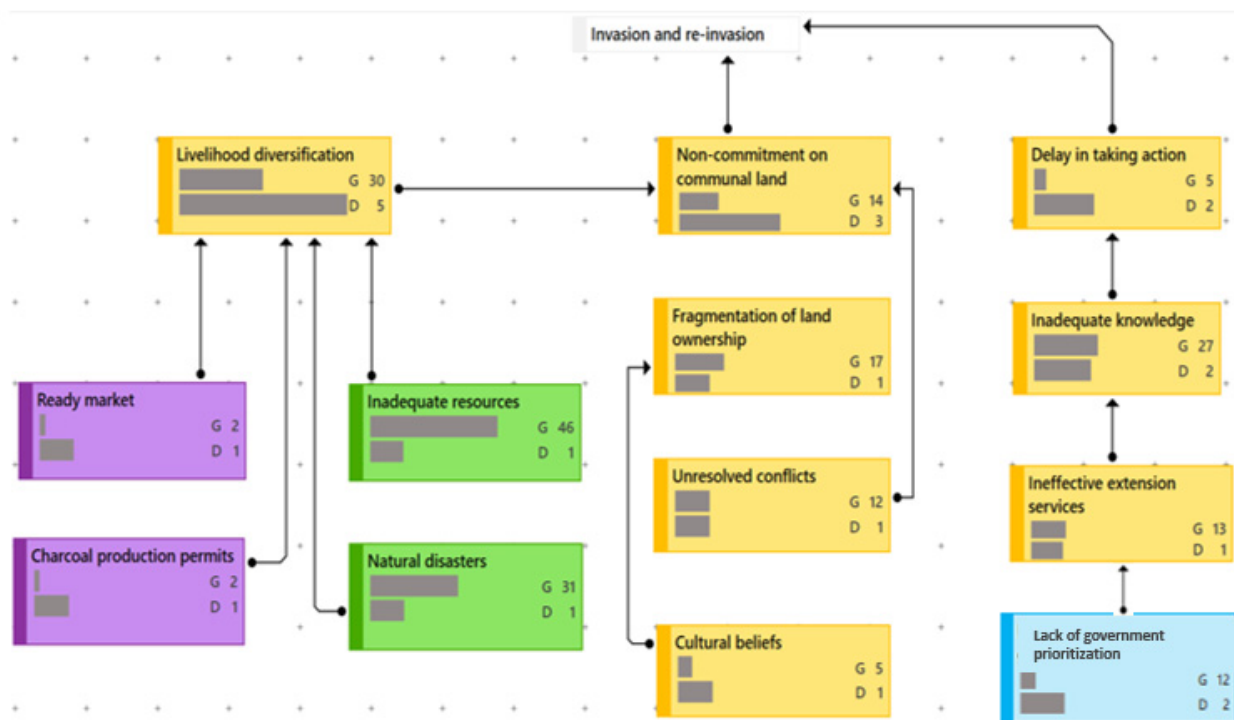 Invasion and re-invasion
Livelihood diversification
G 30
D 5
Non-commitment on
communal land
G 14
D 3
Delay in taking action
G 5
D 2
Fragmentation of land
ownership
G 17
D 1
Inadequate knowledge
G 27
D 2
Ready market
G 2
D 1
Inadequate resources
G 46
D 1
Unresolved conflicts
G 12
D 1
Ineffective extension
services
G 13
D 1
Charcoal production permits
G 2
D 1
Natural disasters
G 31
D 1
Cultural beliefs
G 5
D 1
Lack of government
prioritization
G 12
D 2